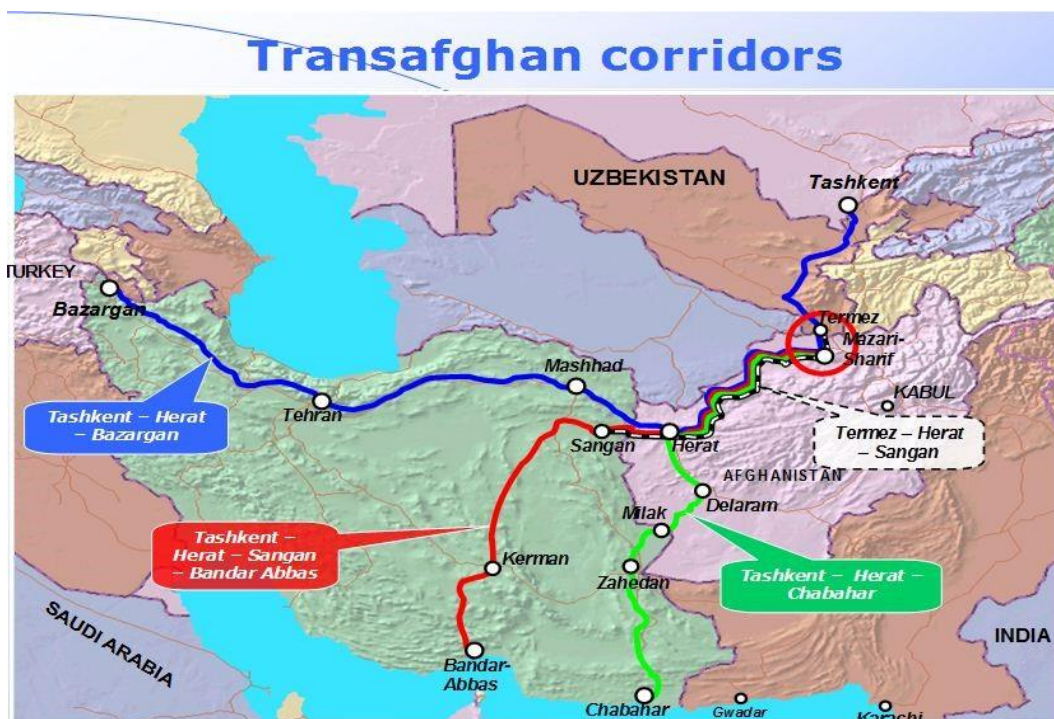 Transafghan corridors
UZBEKISTAN
Tashkent
TURKEY
Bazargan
Termez
Mazari-
Sharif
Mashhad
KABUL
Tashkent – Herat
– Bazargan
Tehran
Sangan
Herat
Termez – Herat
– Sangan
AFGHANISTAN
Delaram
Milak
Tashkent –
Herat – Sangan
– Bandar Abbas
Kerman
Zahedan
Tashkent – Herat –
Chabahar
SAUDI ARABIA
INDIA
Bandar-
Abbas
Chabahar
Gwadar
Karachi